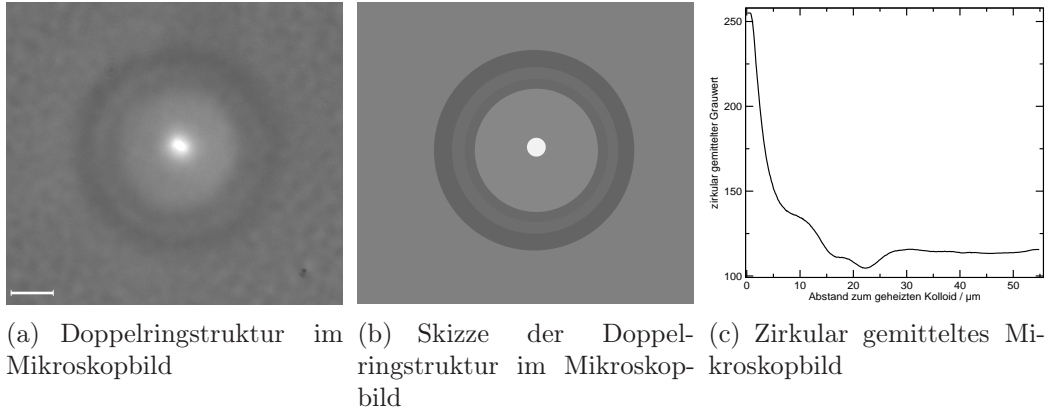 250
200
150
100
0
10
20
30
40
50
zirkular gemittelter Grauwert
Abstand zum geheizten Kolloid / µm
(a) Doppelringstruktur im
Mikroskopbild
(b) Skizze der Doppel-
ringstruktur im Mikroskop-
bild
(c) Zirkular gemitteltes Mi-
kroskopbild